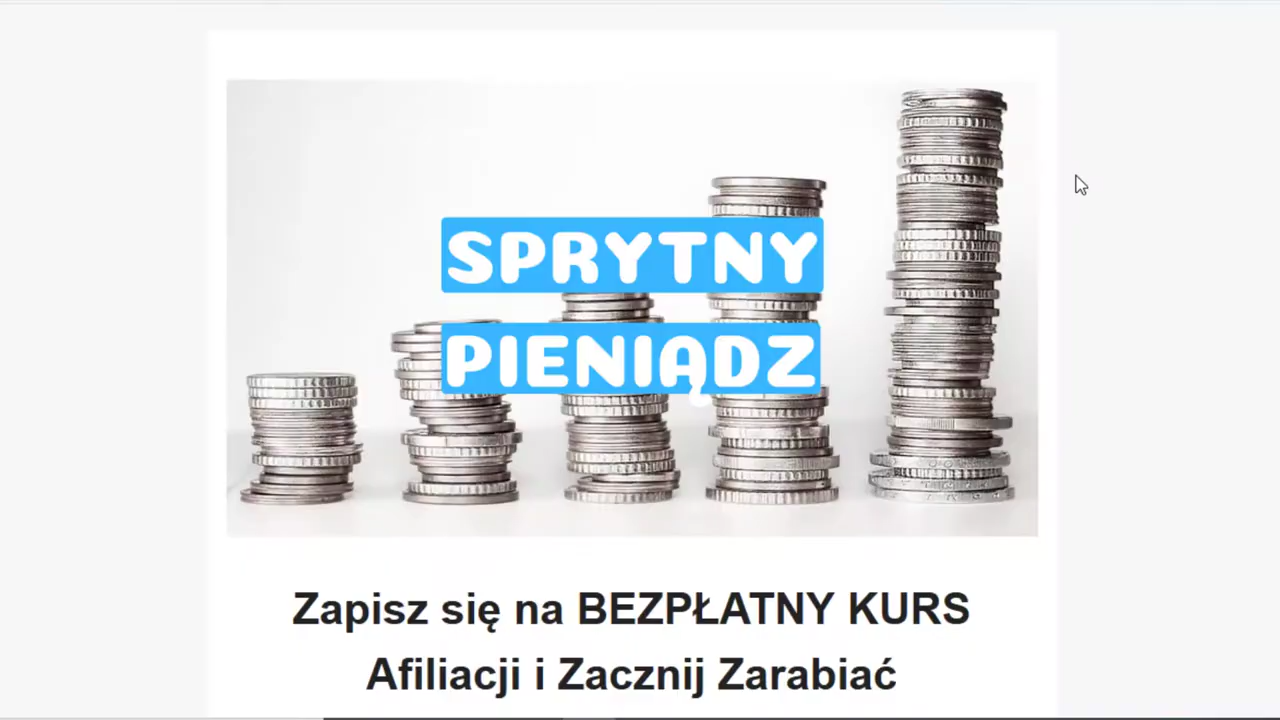 SPRYTNY
PIENIĄDZ
Zapisz się na BEZPŁATNY KURS
Afiliacji i Zacznij Zarabiać